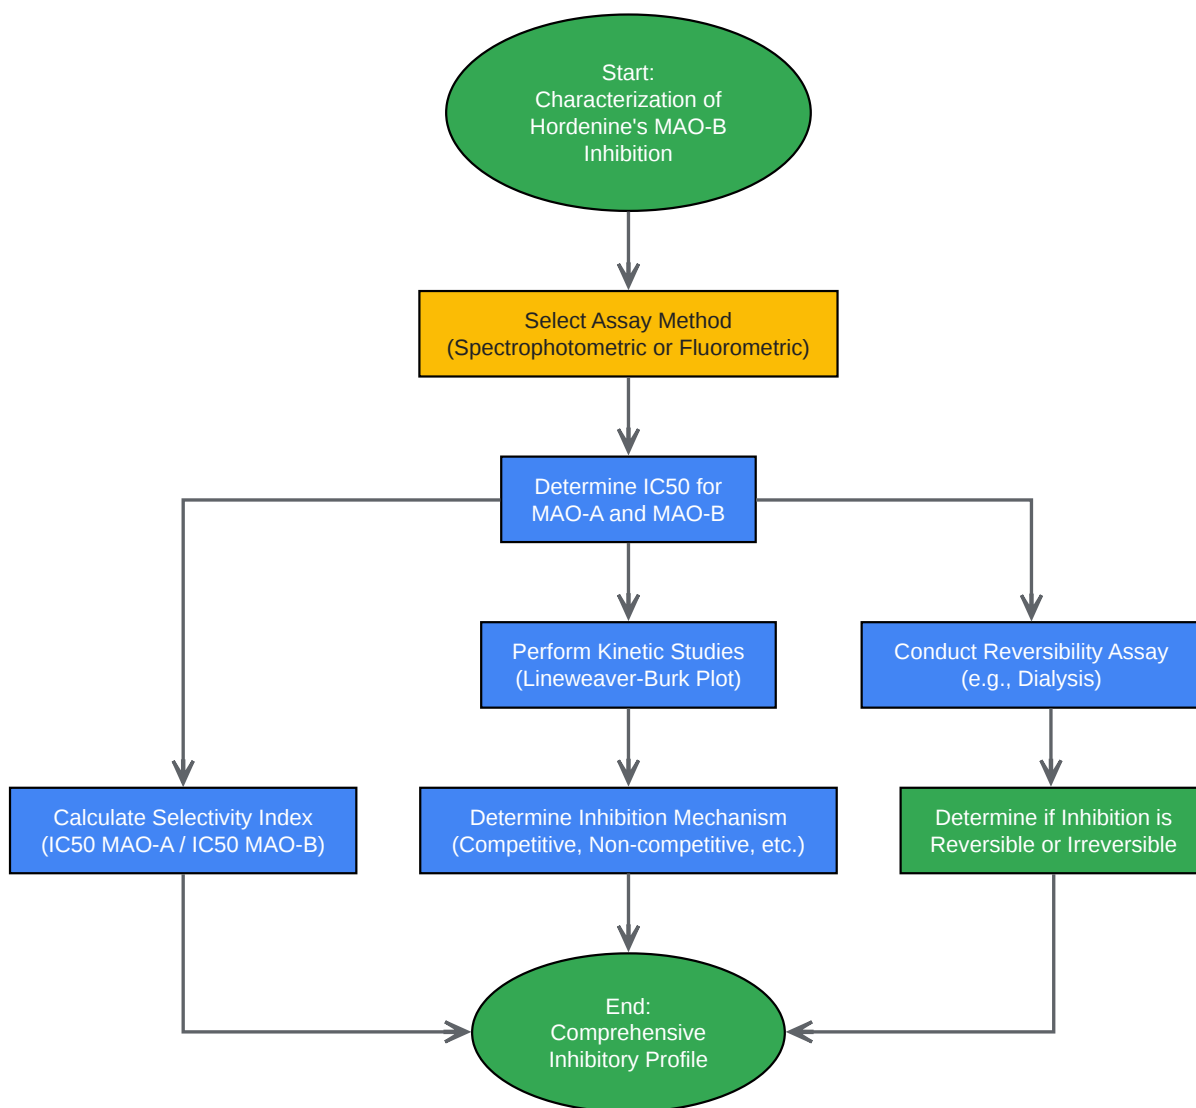 Start:
Characterization of
Hordenine's MAO-B
Inhibition
Select Assay Method
(Spectrophotometric or Fluorometric)
Determine IC50 for
MAO-A and MAO-B
Perform Kinetic Studies
(Lineweaver-Burk Plot)
Conduct Reversibility Assay
(e.g., Dialysis)
Calculate Selectivity Index
(IC50 MAO-A / IC50 MAO-B)
Determine Inhibition Mechanism
(Competitive, Non-competitive, etc.)
Determine if Inhibition is
Reversible or Irreversible
End:
Comprehensive
Inhibitory Profile